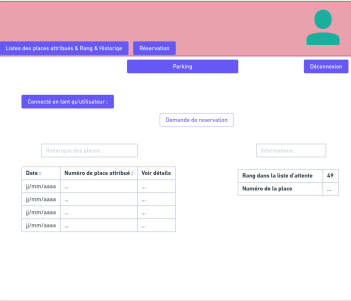 Listes des places attribués & Rang & Historiqe
Réservation
Parking
Déconnexion
Connecté en tant qu'utilisateur :
Demande de reservation
Historique des places :
Informations :
Date : Numéro de place attribué : Voir détails
jj/mm/aaaa ... ...
jj/mm/aaaa ... ...
jj/mm/aaaa ... ...
jj/mm/aaaa ... ...
Rang dans la liste d'attente 49
Numéro de la place ...